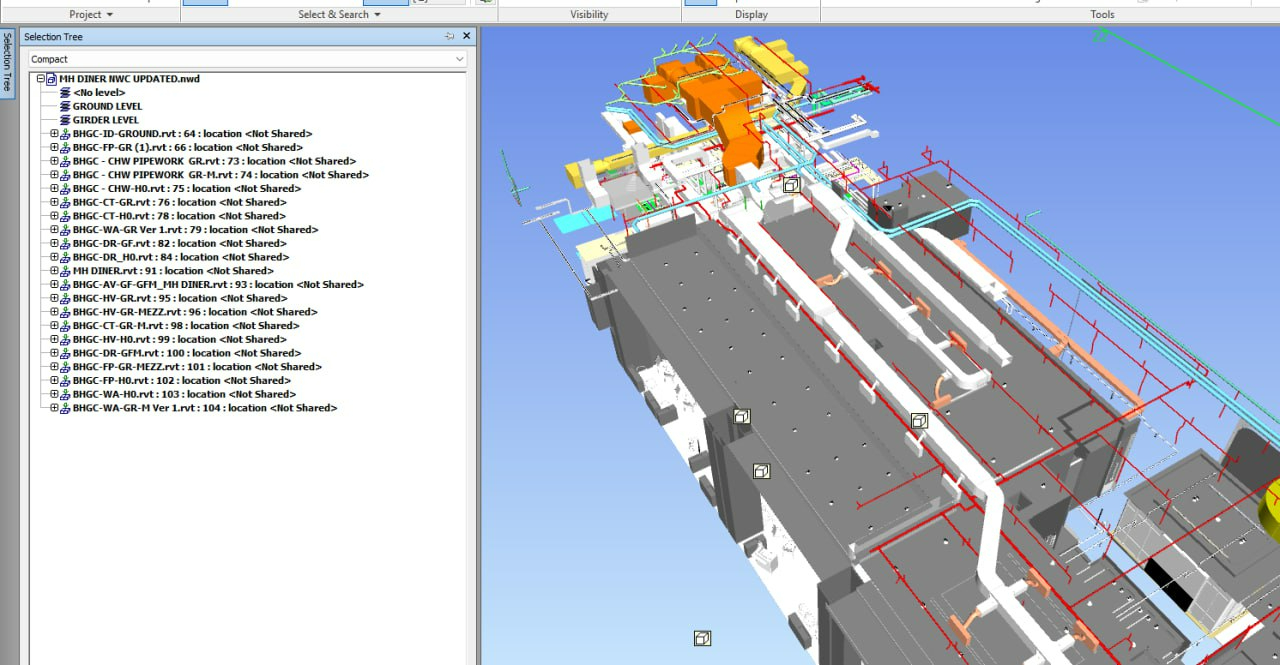 Project
Select & Search
Visibility
Display
Tools
Selection Tree
Selection Tree
Compact
MH DINER NWC UPDATED.nwd
<No level>
GROUND LEVEL
GIRDER LEVEL
BHGC-ID-GROUND.rvt : 64 : location <Not Shared>
BHGC-FP-GR (1).rvt : 66 : location <Not Shared>
BHGC - CHW PIPEWORK GR.rvt : 73 : location <Not Shared>
BHGC - CHW PIPEWORK GR-M.rvt : 74 : location <Not Shared>
BHGC - CHW-H0.rvt : 75 : location <Not Shared>
BHGC-CT-GR.rvt : 76 : location <Not Shared>
BHGC-CT-H0.rvt : 78 : location <Not Shared>
BHGC-WA-GR Ver 1.rvt : 79 : location <Not Shared>
BHGC-DR-GF.rvt : 82 : location <Not Shared>
BHGC-DR_H0.rvt : 84 : location <Not Shared>
MH DINER.rvt : 91 : location <Not Shared>
BHGC-AV-GF-GFM_MH DINER.rvt : 93 : location <Not Shared>
BHGC-HV-GR.rvt : 95 : location <Not Shared>
BHGC-HV-GR-MEZZ.rvt : 96 : location <Not Shared>
BHGC-CT-GR-M.rvt : 98 : location <Not Shared>
BHGC-HV-H0.rvt : 99 : location <Not Shared>
BHGC-DR-GFM.rvt : 100 : location <Not Shared>
BHGC-FP-GR-MEZZ.rvt : 101 : location <Not Shared>
BHGC-FP-H0.rvt : 102 : location <Not Shared>
BHGC-WA-H0.rvt : 103 : location <Not Shared>
BHGC-WA-GR-M Ver 1.rvt : 104 : location <Not Shared>